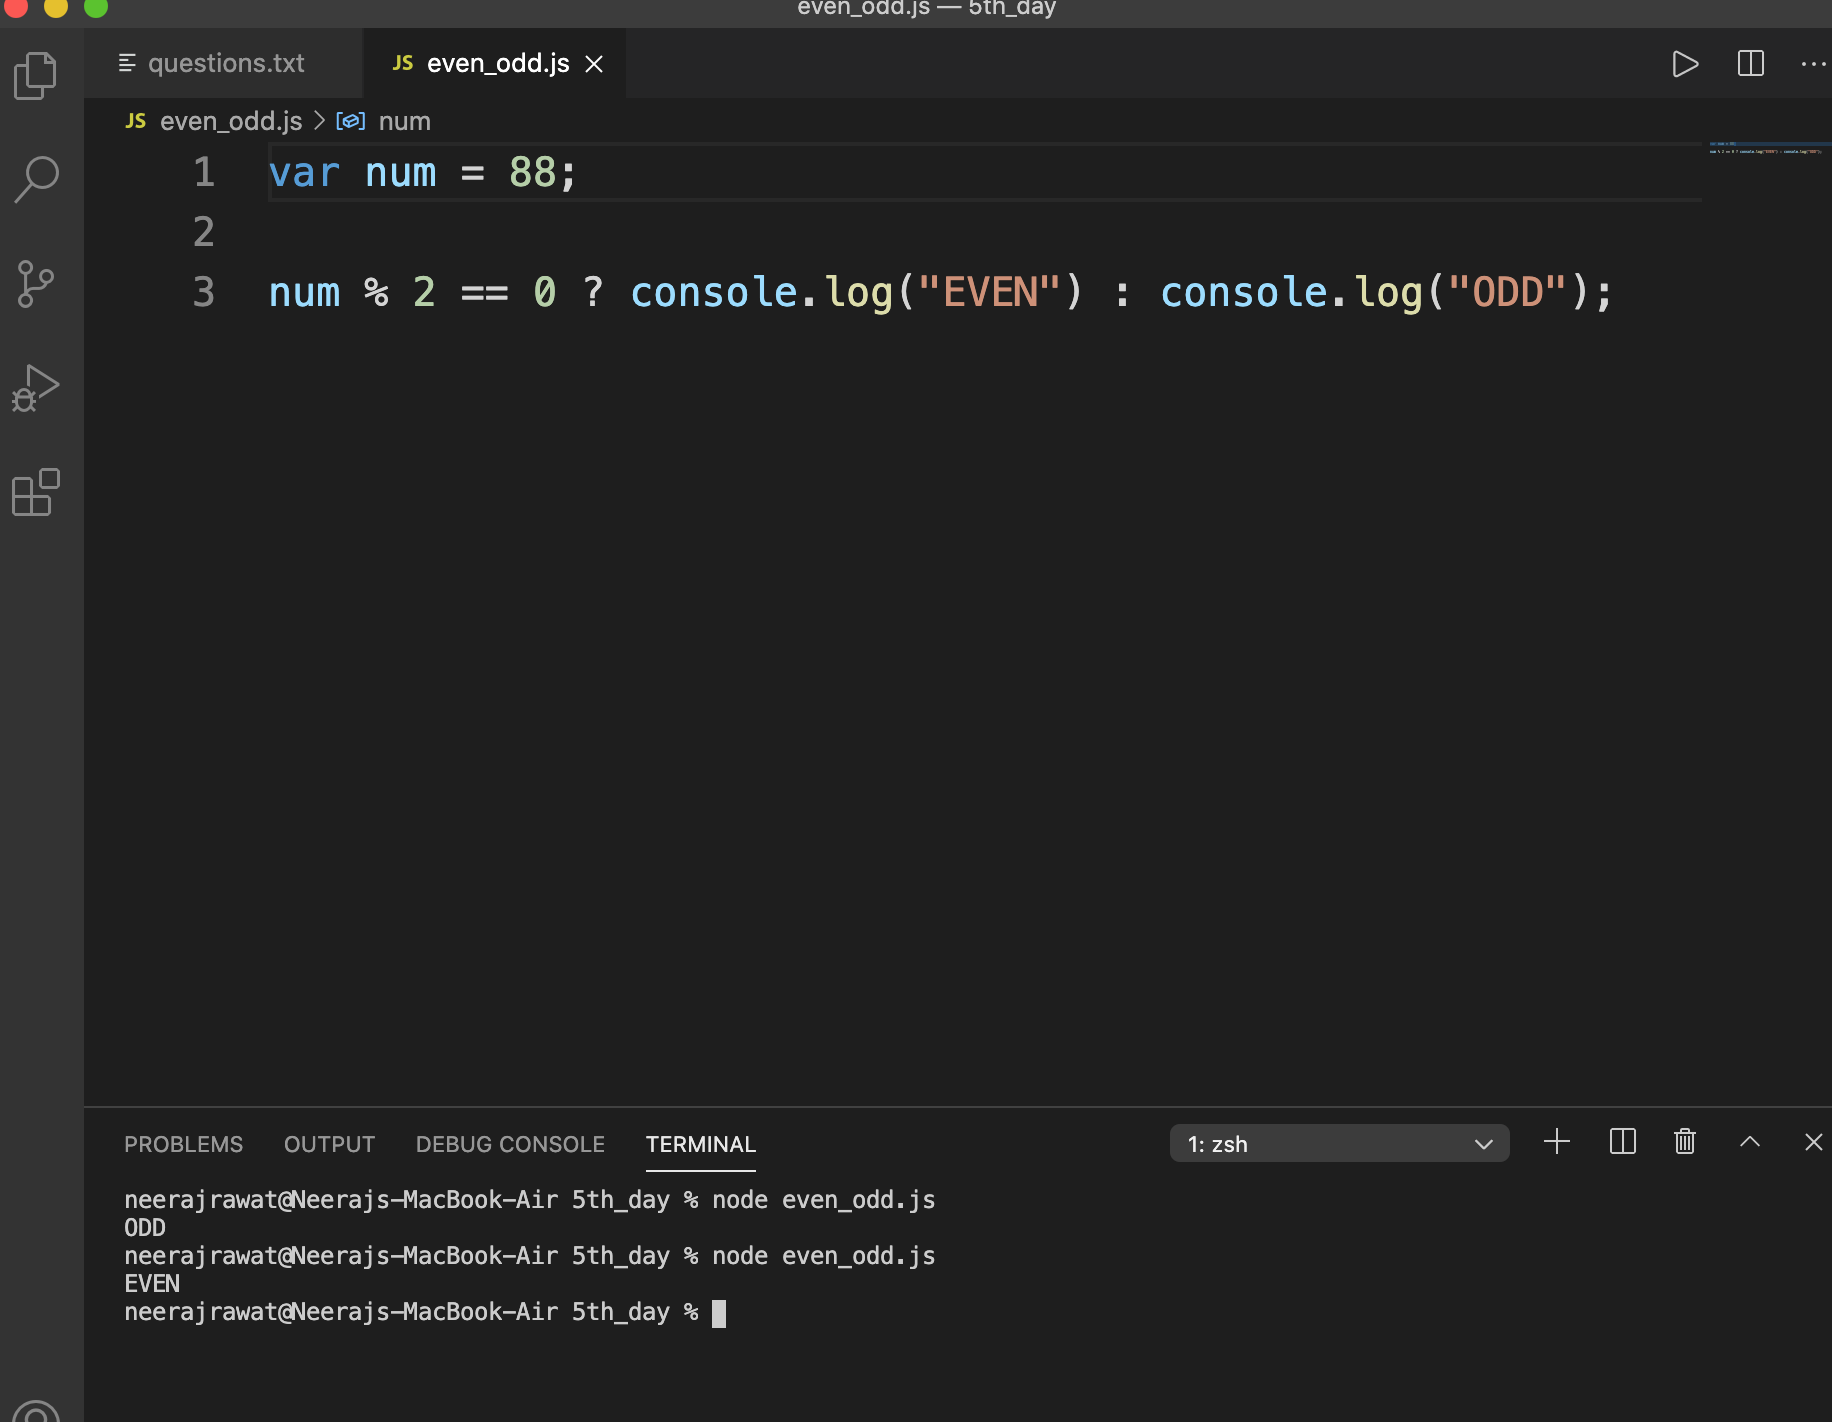 even_odd.js — 5th_day
questions.txt
JS even_odd.js
JS even_odd.js > num
1 var num = 88;
2
3 num % 2 == 0 ? console.log("EVEN") : console.log("ODD");
PROBLEMS OUTPUT DEBUG CONSOLE TERMINAL 1: zsh
neerajrawat@Neerajs-MacBook-Air 5th_day % node even_odd.js
ODD
neerajrawat@Neerajs-MacBook-Air 5th_day % node even_odd.js
EVEN
neerajrawat@Neerajs-MacBook-Air 5th_day %